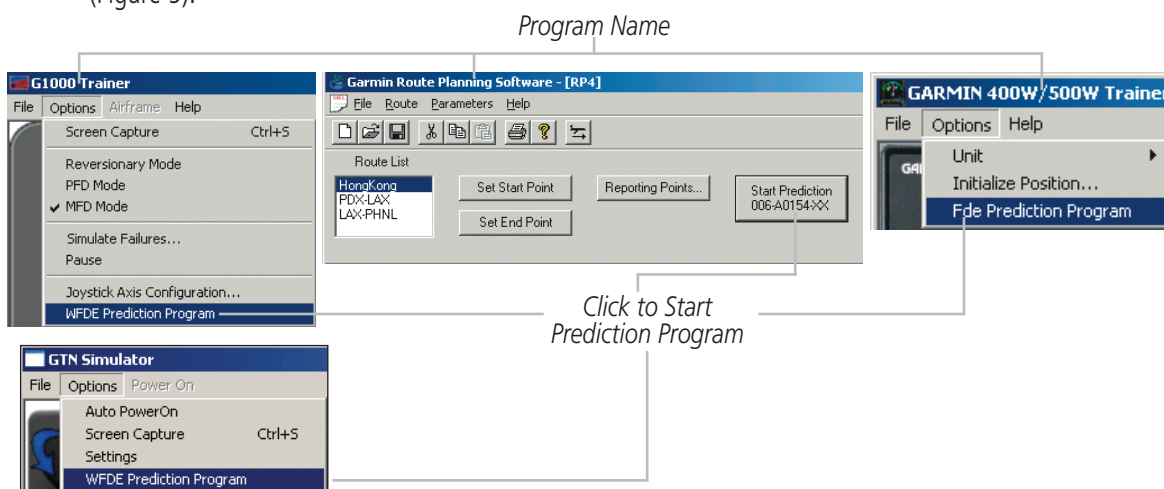 (Figure 5).
Program Name
G1000 Trainer
File Options Airframe Help
Screen Capture Ctrl+S
Reversionary Mode
PFD Mode
MFD Mode
Simulate Failures...
Pause
Joystick Axis Configuration...
WFDE Prediction Program
Garmin Route Planning Software - [RP4]
File Route Parameters Help
Route List
HongKong
PDX-LAX
LAX-PHNL
Set Start Point
Set End Point
Reporting Points...
Start Prediction
006-A0154-XX
GARMIN 400W/500W Trainer
File Options Help
Unit
Initialize Position...
Fde Prediction Program
Click to Start
Prediction Program
GTN Simulator
File Options Power On
Auto PowerOn
Screen Capture Ctrl+S
Settings
WFDE Prediction Program